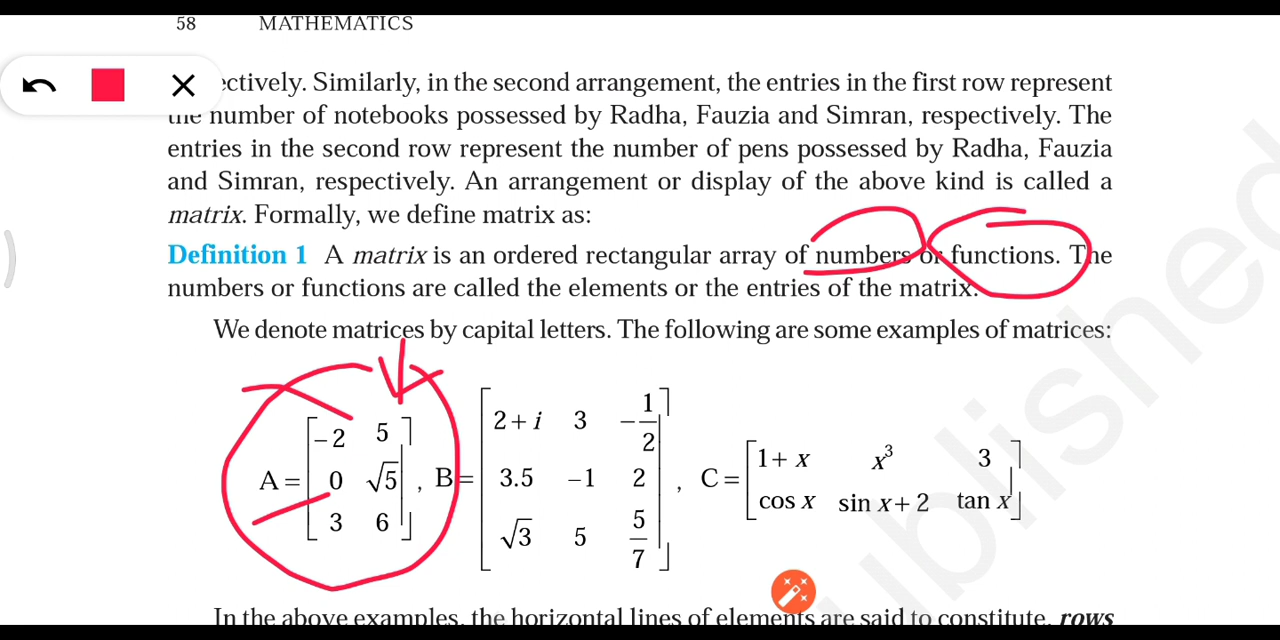 58 MATHEMATICS
ectively. Similarly, in the second arrangement, the entries in the first row represent
the number of notebooks possessed by Radha, Fauzia and Simran, respectively. The
entries in the second row represent the number of pens possessed by Radha, Fauzia
and Simran, respectively. An arrangement or display of the above kind is called a
matrix. Formally, we define matrix as:
Definition 1 A matrix is an ordered rectangular array of numbers or functions. The
numbers or functions are called the elements or the entries of the matrix.
We denote matrices by capital letters. The following are some examples of matrices:
A = [−2 5; 0 √5; 3 6], B = [2 + i 3 −1/2; 3.5 −1 2; √3 5 5/7], C = [1 + x x³ 3; cos x sin x + 2 tan x]
In the above examples, the horizontal lines of elements are said to constitute, rows
ublished